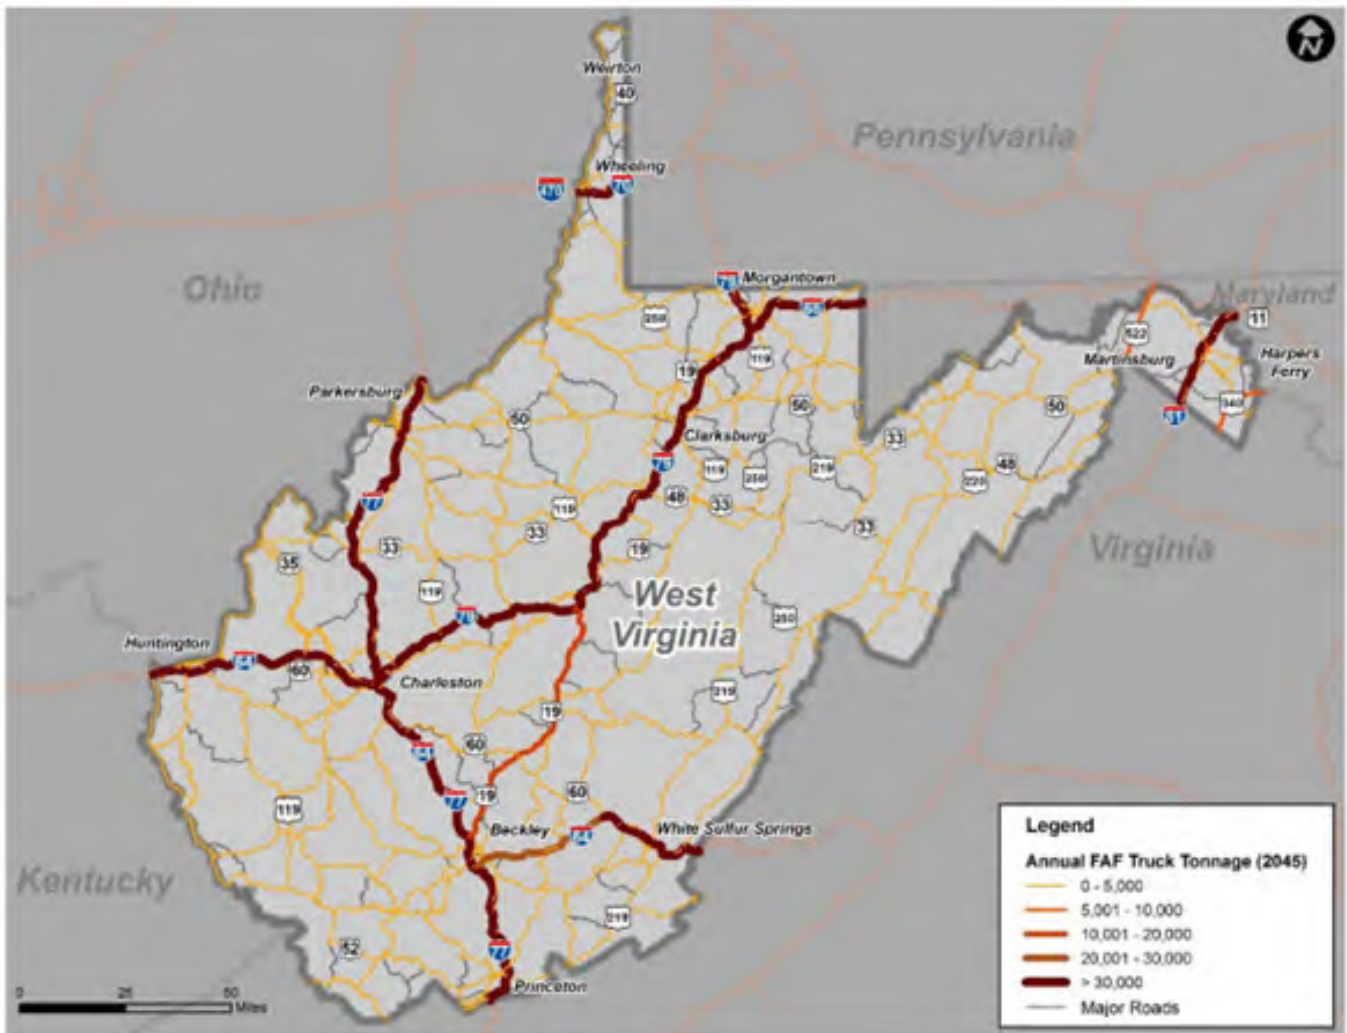 N
Weirton
40
Pennsylvania
Wheeling
470
70
Ohio
79
Morgantown
68
Maryland
250
522
11
Martinsburg
Harpers
Ferry
19
119
Parkersburg
50
50
50
340
81
Clarksburg
33
79
119
250
219
48
220
77
48
33
119
33
33
33
19
Virginia
35
119
West
Virginia
79
250
Huntington
64
60
Charleston
219
19
60
64
77
19
60
119
Beckley
64
White Sulfur Springs
Kentucky
219
52
77
Princeton
0 25 50
Miles
Legend
Annual FAF Truck Tonnage (2045)
0 - 5,000
5,001 - 10,000
10,001 - 20,000
20,001 - 30,000
> 30,000
Major Roads